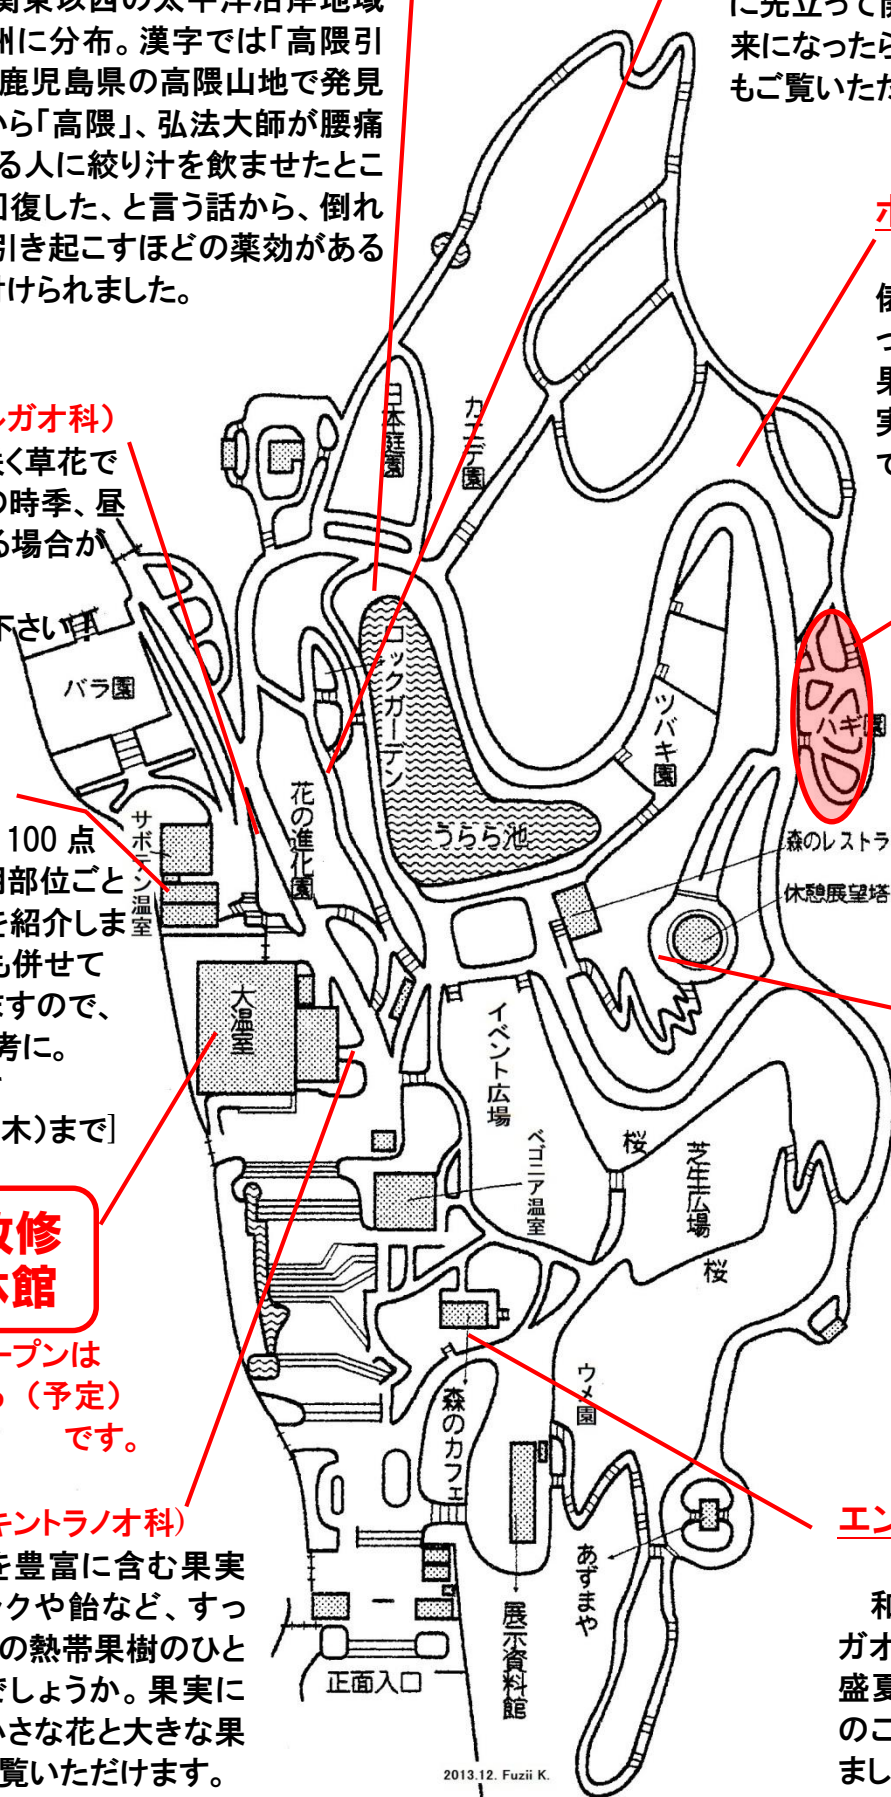 関東以西の太平洋沿岸地域
州に分布。漢字では「高隈引
鹿児島県の高隈山地で発見
から「高隈」、弘法大師が腰痛
る人に絞り汁を飲ませたとこ
回復した、と言う話から、倒れ
引き起こすほどの薬効がある
付けられました。
に先立って開
来になったら
もご覧いただ
ルガオ科）
咲く草花で
の時季、昼
る場合が
下さい！
100 点
用部位ごと
を紹介しま
も併せて
ますので、
考に。
木）まで］
改修
休館
ープンは
ら（予定）
です。
キントラノオ科）
を豊富に含む果実
ックや飴など、すっ
の熱帯果樹のひと
でしょうか。果実に
小さな花と大きな果
覧いただけます。
つ
果
実
て
エン
和
ガオ
盛夏
のこ
まし
日本庭園
カエデ園
ロックガーデン
バラ園
サボテン温室
花の進化園
うらら池
ツバキ園
ハギ園
森のレストラ
休憩展望塔
大温室
イベント広場
ベゴニア温室
桜
芝生広場
桜
ウメ園
森のカフェ
あずまや
展示資料館
正面入口
2013.12. Fuzii K.